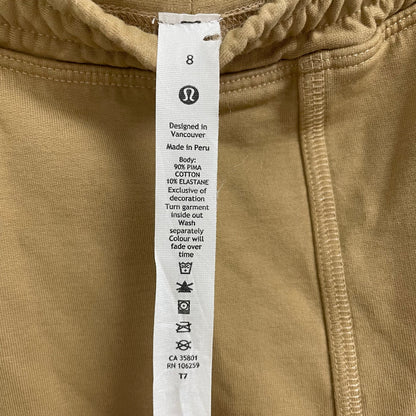 8
Designed in
Vancouver
Made in Peru
Body:
90% PIMA
COTTON
10% ELASTANE
Exclusive of
decoration
Turn garment
inside out
Wash
separately
Colour will
fade over
time
CA 35801
RN 106259
T7